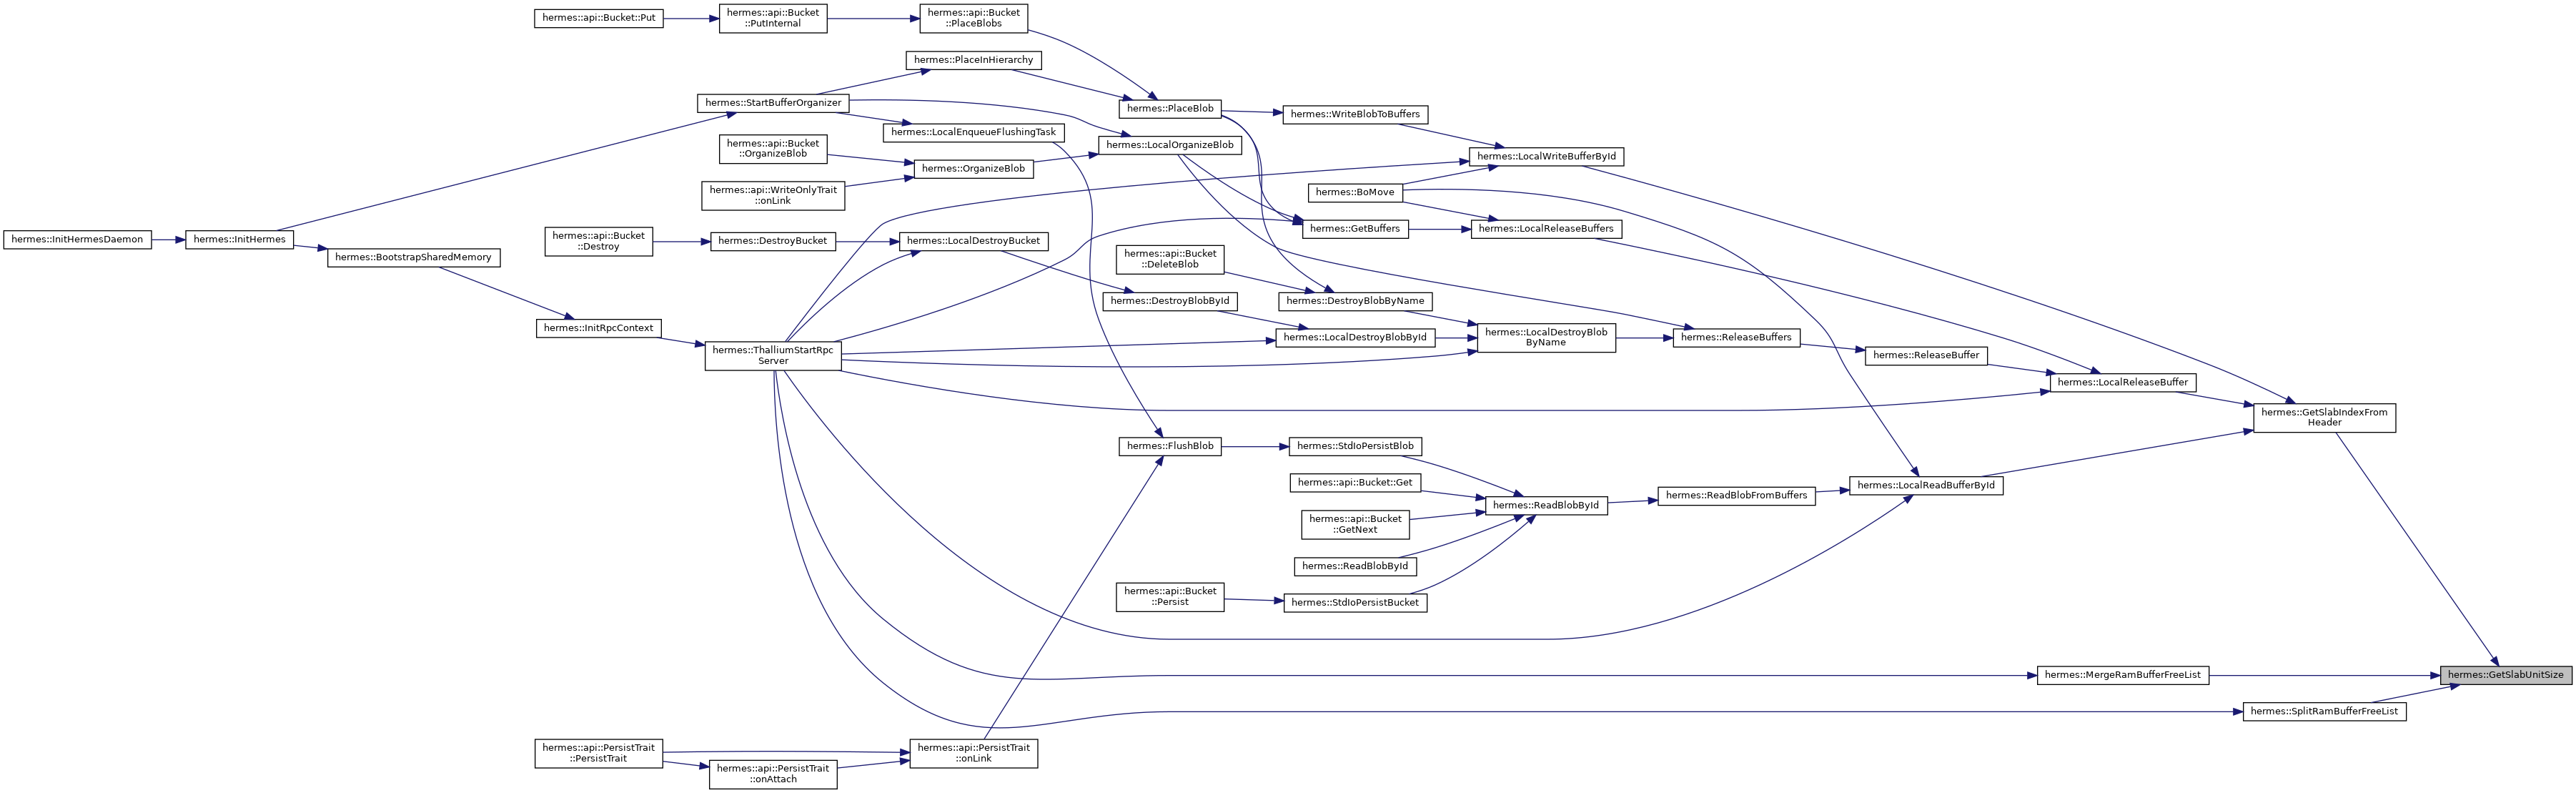 hermes::api::Bucket::Put
hermes::api::Bucket
::PutInternal
hermes::api::Bucket
::PlaceBlobs
hermes::PlaceInHierarchy
hermes::StartBufferOrganizer
hermes::PlaceBlob
hermes::WriteBlobToBuffers
hermes::LocalEnqueueFlushingTask
hermes::api::Bucket
::OrganizeBlob
hermes::LocalOrganizeBlob
hermes::LocalWriteBufferById
hermes::OrganizeBlob
hermes::api::WriteOnlyTrait
::onLink
hermes::BoMove
hermes::InitHermesDaemon
hermes::InitHermes
hermes::BootstrapSharedMemory
hermes::api::Bucket
::Destroy
hermes::DestroyBucket
hermes::LocalDestroyBucket
hermes::GetBuffers
hermes::LocalReleaseBuffers
hermes::api::Bucket
::DeleteBlob
hermes::DestroyBlobById
hermes::DestroyBlobByName
hermes::InitRpcContext
hermes::ThalliumStartRpc
Server
hermes::LocalDestroyBlobById
hermes::LocalDestroyBlob
ByName
hermes::ReleaseBuffers
hermes::ReleaseBuffer
hermes::LocalReleaseBuffer
hermes::GetSlabIndexFrom
Header
hermes::FlushBlob
hermes::StdIoPersistBlob
hermes::api::Bucket::Get
hermes::ReadBlobById
hermes::ReadBlobFromBuffers
hermes::LocalReadBufferById
hermes::api::Bucket
::GetNext
hermes::ReadBlobById
hermes::api::Bucket
::Persist
hermes::StdIoPersistBucket
hermes::MergeRamBufferFreeList
hermes::GetSlabUnitSize
hermes::SplitRamBufferFreeList
hermes::api::PersistTrait
::PersistTrait
hermes::api::PersistTrait
::onAttach
hermes::api::PersistTrait
::onLink